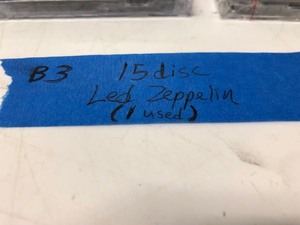 B3 15 disc
Led Zeppelin
(1 used)